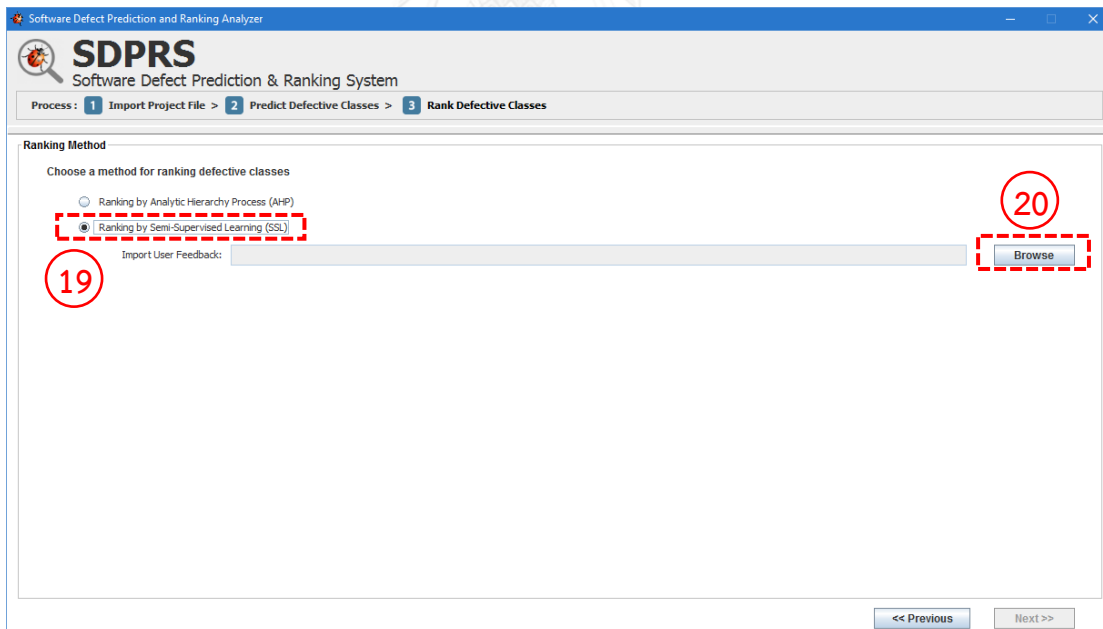 Software Defect Prediction and Ranking Analyzer
SDPRS
Software Defect Prediction & Ranking System
Process : 1 Import Project File > 2 Predict Defective Classes > 3 Rank Defective Classes
Ranking Method
Choose a method for ranking defective classes
Ranking by Analytic Hierarchy Process (AHP)
20
Ranking by Semi-Supervised Learning (SSL)
Import User Feedback: Browse
19
<< Previous Next >>